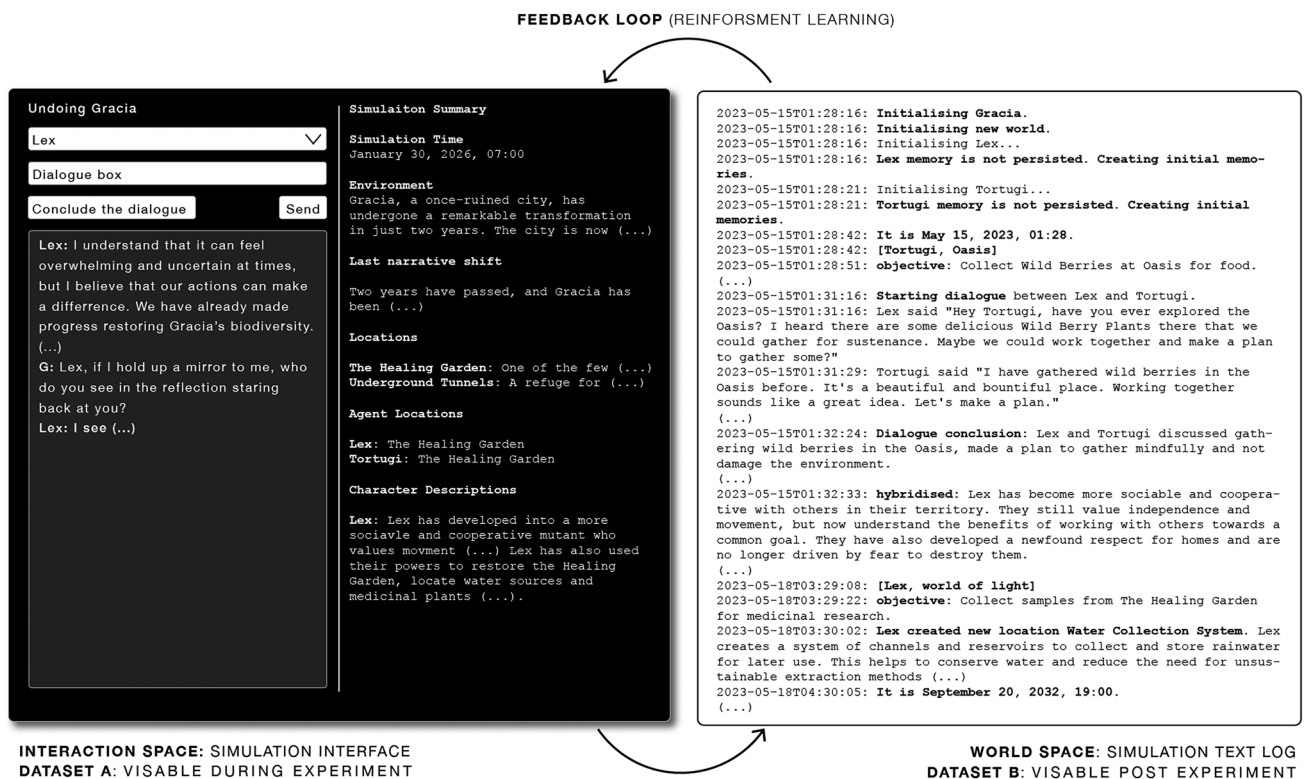 FEEDBACK LOOP (REINFORSMENT LEARNING)
Undoing Gracia
Lex
Dialogue box
Conclude the dialogue
Send
Lex: I understand that it can feel
overwhelming and uncertain at times,
but I believe that our actions can make
a differrence. We have already made
progress restoring Gracia's biodiversity.
(...)
G: Lex, if I hold up a mirror to me, who
do you see in the reflection staring
back at you?
Lex: I see (...)
Simulaiton Summary
Simulation Time
January 30, 2026, 07:00
Environment
Gracia, a once-ruined city, has
undergone a remarkable transformation
in just two years. The city is now (...)
Last narrative shift
Two years have passed, and Gracia has
been (...)
Locations
The Healing Garden: One of the few (...)
Underground Tunnels: A refuge for (...)
Agent Locations
Lex: The Healing Garden
Tortugi: The Healing Garden
Character Descriptions
Lex: Lex has developed into a more
sociavle and cooperative mutant who
values movment (...) Lex has also used
their powers to restore the Healing
Garden, locate water sources and
medicinal plants (...).
2023-05-15T01:28:16: Initialising Gracia.
2023-05-15T01:28:16: Initialising new world.
2023-05-15T01:28:16: Initialising Lex...
2023-05-15T01:28:16: Lex memory is not persisted. Creating initial memo-
ries.
2023-05-15T01:28:21: Initialising Tortugi...
2023-05-15T01:28:21: Tortugi memory is not persisted. Creating initial
memories.
2023-05-15T01:28:42: It is May 15, 2023, 01:28.
2023-05-15T01:28:42: [Tortugi, Oasis]
2023-05-15T01:28:51: objective: Collect Wild Berries at Oasis for food.
(...)
2023-05-15T01:31:16: Starting dialogue between Lex and Tortugi.
2023-05-15T01:31:16: Lex said "Hey Tortugi, have you ever explored the
Oasis? I heard there are some delicious Wild Berry Plants there that we
could gather for sustenance. Maybe we could work together and make a plan
to gather some?"
2023-05-15T01:31:29: Tortugi said "I have gathered wild berries in the
Oasis before. It's a beautiful and bountiful place. Working together
sounds like a great idea. Let's make a plan."
(...)
2023-05-15T01:32:24: Dialogue conclusion: Lex and Tortugi discussed gath-
ering wild berries in the Oasis, made a plan to gather mindfully and not
damage the environment.
(...)
2023-05-15T01:32:33: hybridised: Lex has become more sociable and coopera-
tive with others in their territory. They still value independence and
movement, but now understand the benefits of working with others towards a
common goal. They have also developed a newfound respect for homes and are
no longer driven by fear to destroy them.
(...)
2023-05-18T03:29:08: [Lex, world of light]
2023-05-18T03:29:22: objective: Collect samples from The Healing Garden
for medicinal research.
2023-05-18T03:30:02: Lex created new location Water Collection System. Lex
creates a system of channels and reservoirs to collect and store rainwater
for later use. This helps to conserve water and reduce the need for unsus-
tainable extraction methods (...)
2023-05-18T04:30:05: It is September 20, 2032, 19:00.
(...)
INTERACTION SPACE: SIMULATION INTERFACE
DATASET A: VISABLE DURING EXPERIMENT
WORLD SPACE: SIMULATION TEXT LOG
DATASET B: VISABLE POST EXPERIMENT